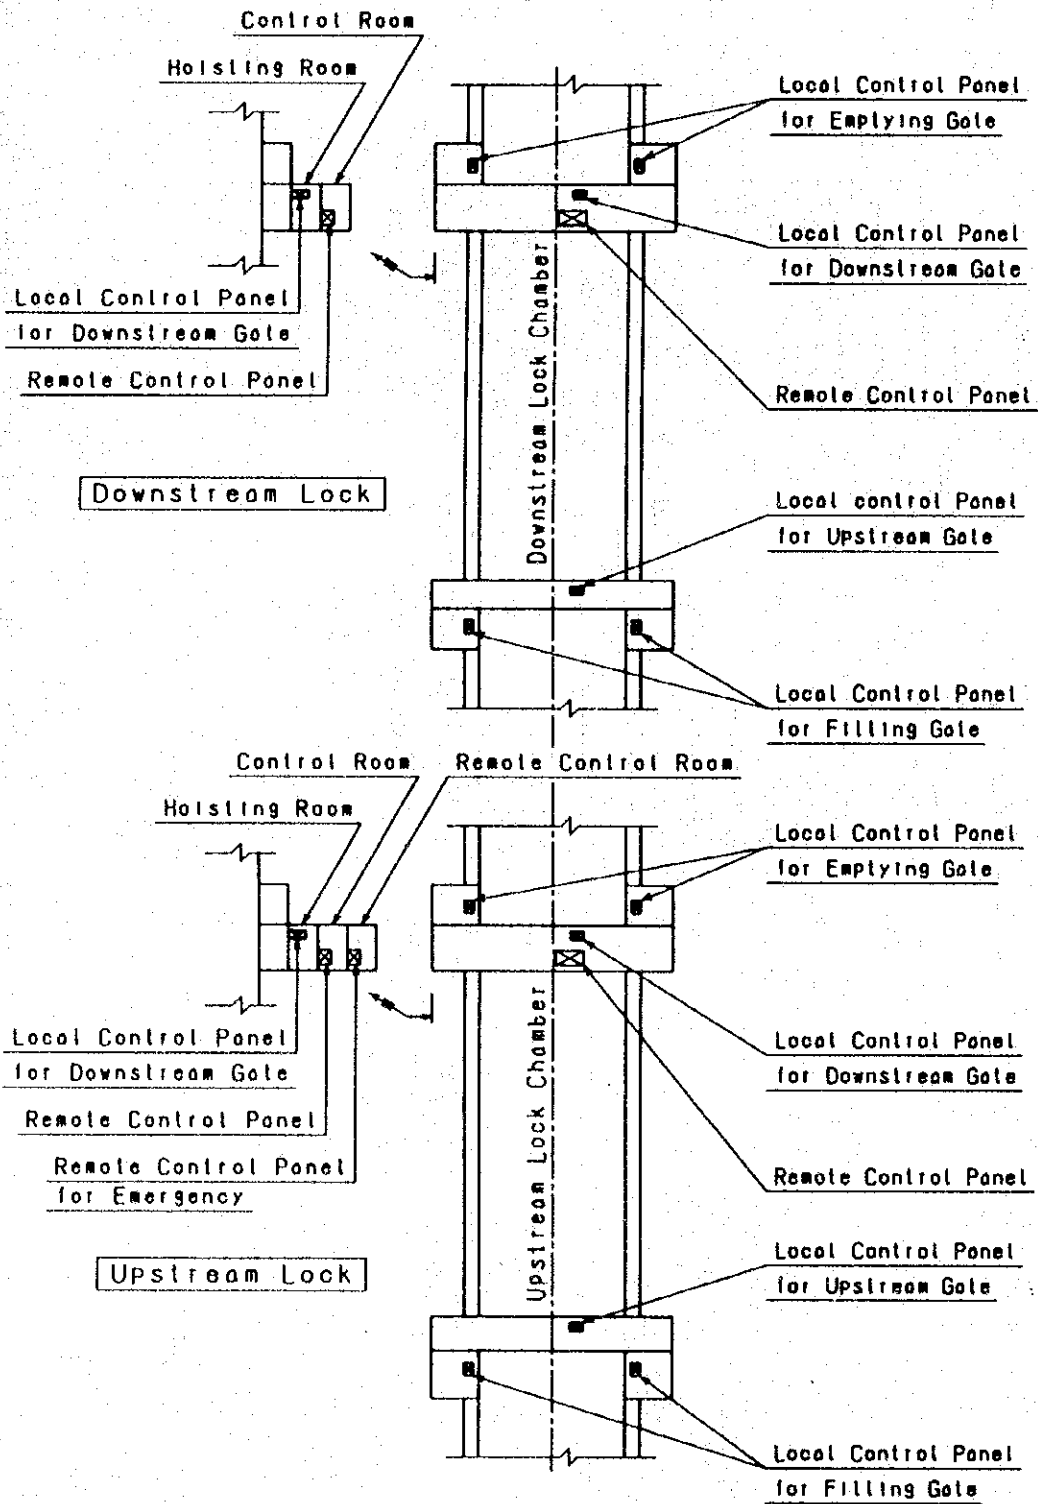 Control Room
Hoisting Room
Local Control Panel
for Emptying Gate
Local Control Panel
for Downstream Gate
Local Control Panel
for Downstream Gate
Remote Control Panel
Remote Control Panel
Downstream Lock Chamber
Downstream Lock
Local control Panel
for Upstream Gate
Local Control Panel
for Filling Gate
Control Room
Remote Control Room
Hoisting Room
Local Control Panel
for Emptying Gate
Local Control Panel
for Downstream Gate
Remote Control Panel
Remote Control Panel
for Emergency
Local Control Panel
for Downstream Gate
Remote Control Panel
Upstream Lock Chamber
Upstream Lock
Local Control Panel
for Upstream Gate
Local Control Panel
for Filling Gate